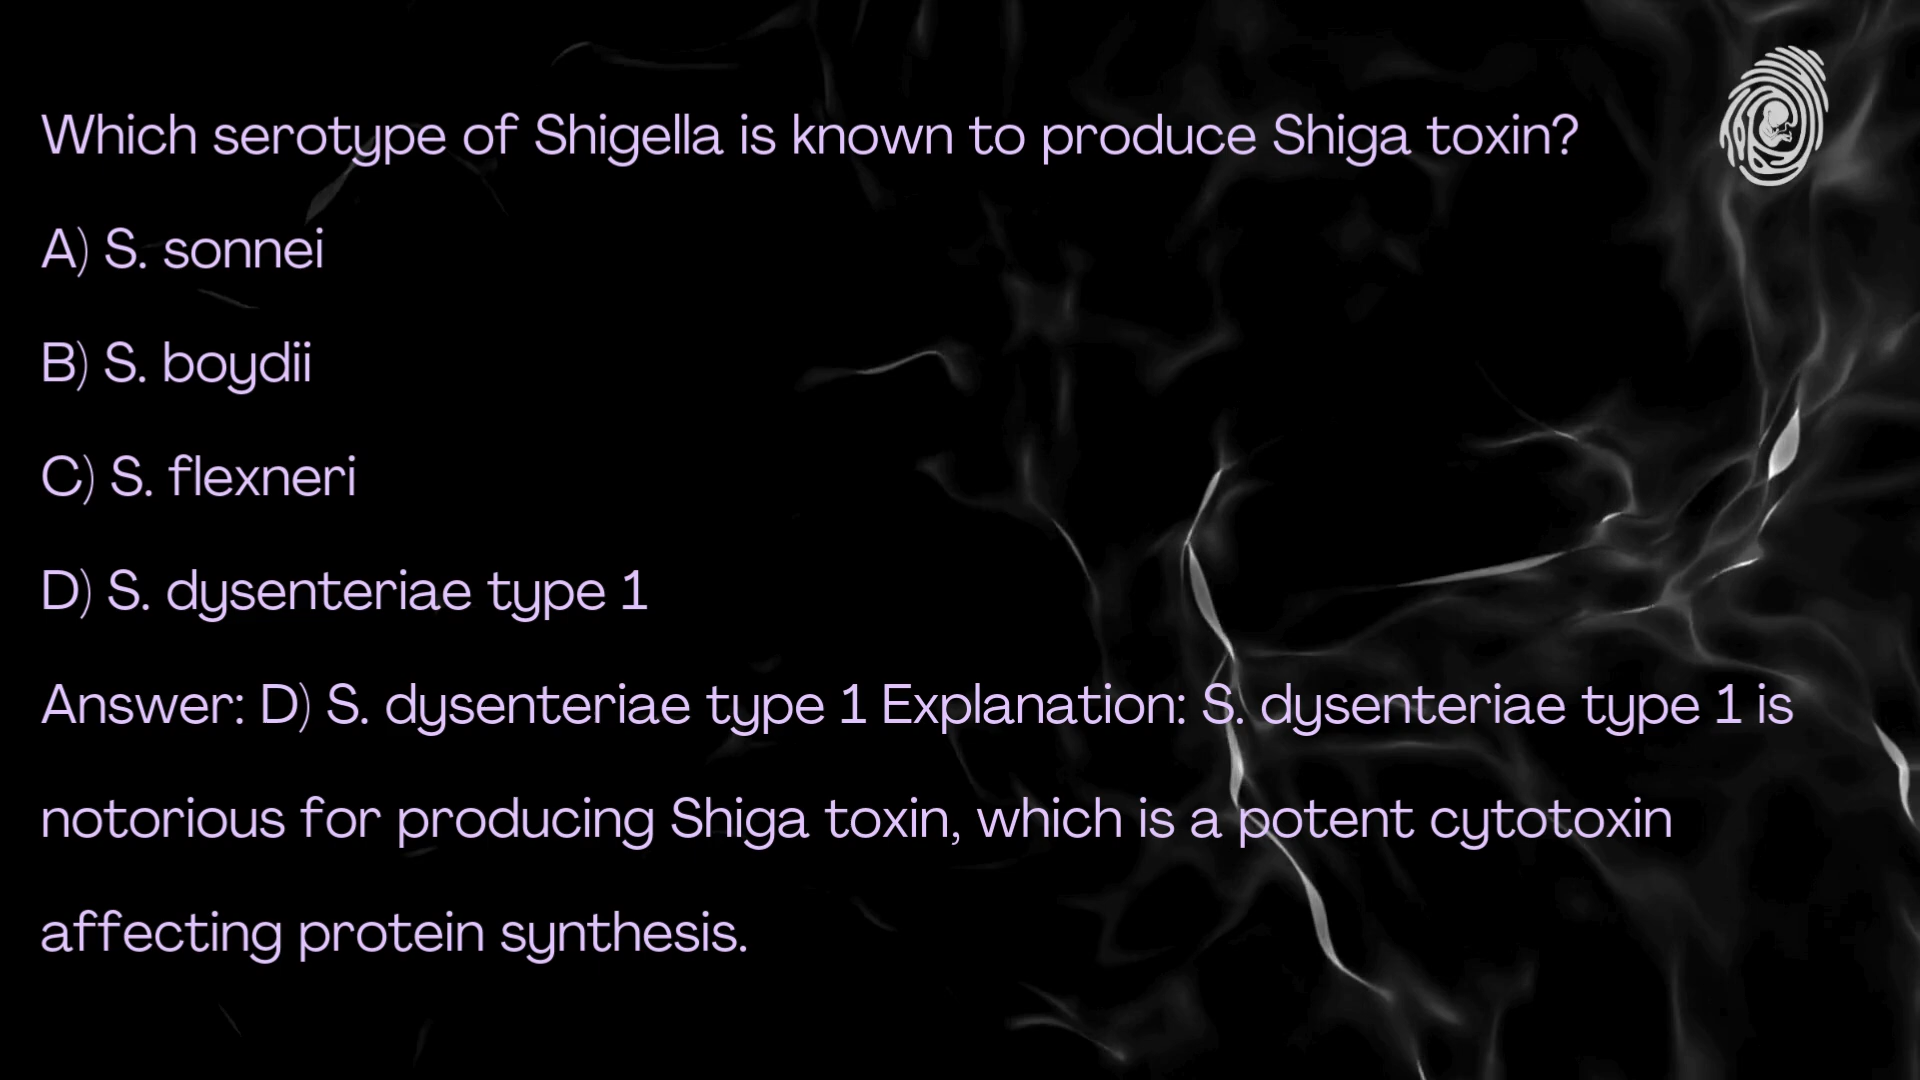 Which serotype of Shigella is known to produce Shiga toxin?
A) S. sonnei
B) S. boydii
C) S. flexneri
D) S. dysenteriae type 1
Answer: D) S. dysenteriae type 1 Explanation: S. dysenteriae type 1 is
notorious for producing Shiga toxin, which is a potent cytotoxin
affecting protein synthesis.